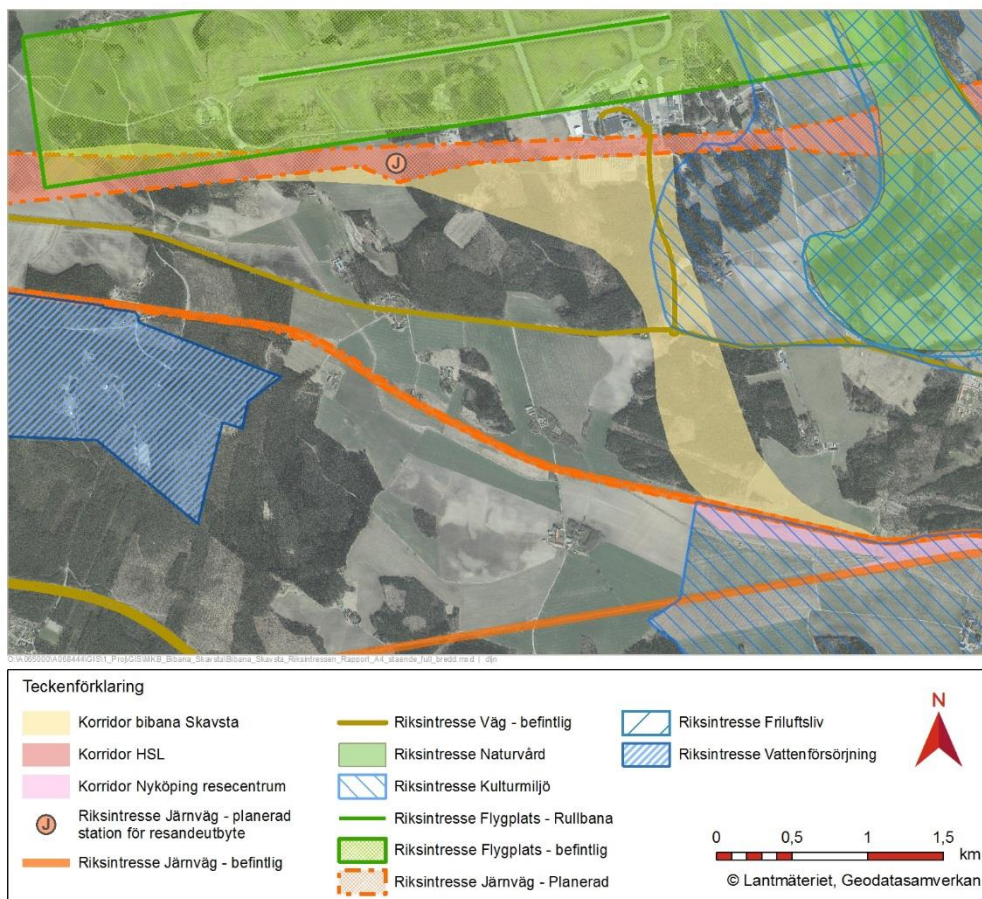 J
O:\A065000\A068444\GIS\1_Proj\GIS\MKB_Bibana_Skavsta\Bibana_Skavsta_Riksintressen_Rapport_A4_staende_full_bredd.mxd | djn
Teckenförklaring
Korridor bibana Skavsta
Korridor HSL
Korridor Nyköping resecentrum
J
Riksintresse Järnväg - planerad
station för resandeutbyte
Riksintresse Järnväg - befintlig
Riksintresse Väg - befintlig
Riksintresse Naturvård
Riksintresse Kulturmiljö
Riksintresse Flygplats - Rullbana
Riksintresse Flygplats - befintlig
Riksintresse Järnväg - Planerad
Riksintresse Friluftsliv
Riksintresse Vattenförsörjning
N
0 0,5 1 1,5
km
© Lantmäteriet, Geodatasamverkan